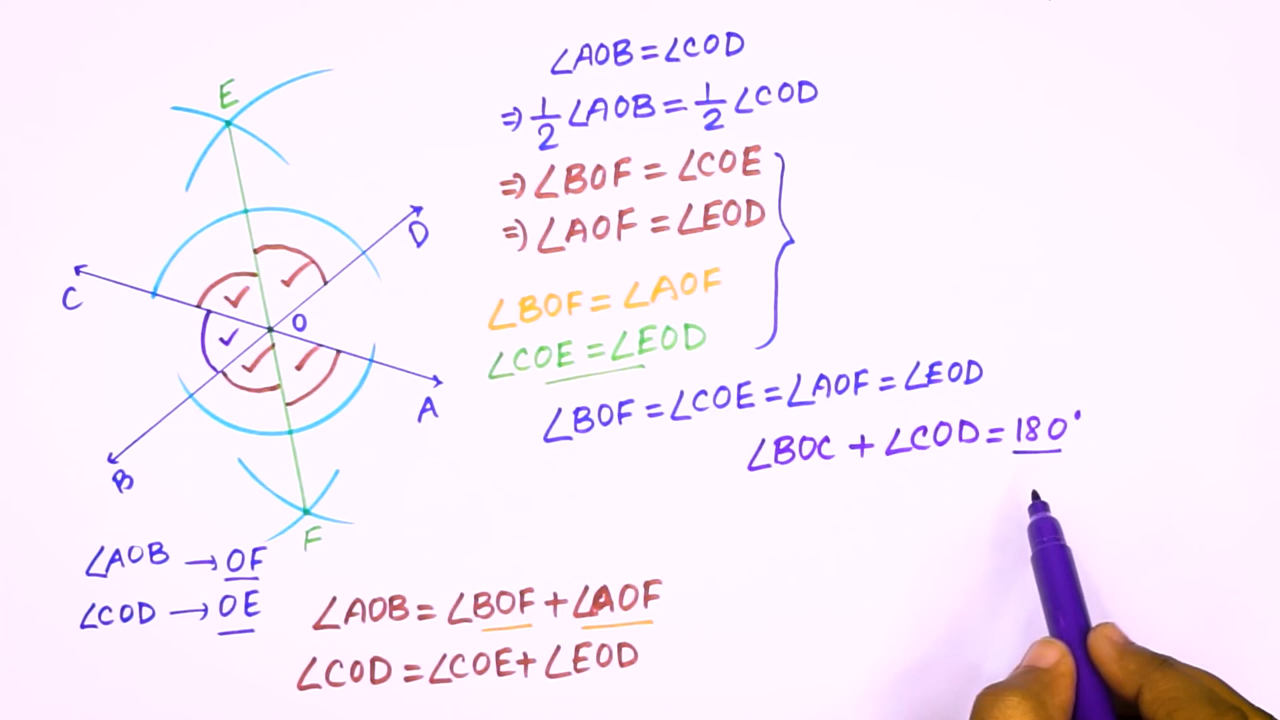 ∠AOB = ∠COD
⇒ 1/2 ∠AOB = 1/2 ∠COD
⇒ ∠BOF = ∠COE
⇒ ∠AOF = ∠EOD
∠BOF = ∠AOF
∠COE = ∠EOD
∠BOF = ∠COE = ∠AOF = ∠EOD
∠BOC + ∠COD = 180°
E
D
C
O
A
B
F
∠AOB → OF
∠COD → OE
∠AOB = ∠BOF + ∠AOF
∠COD = ∠COE + ∠EOD